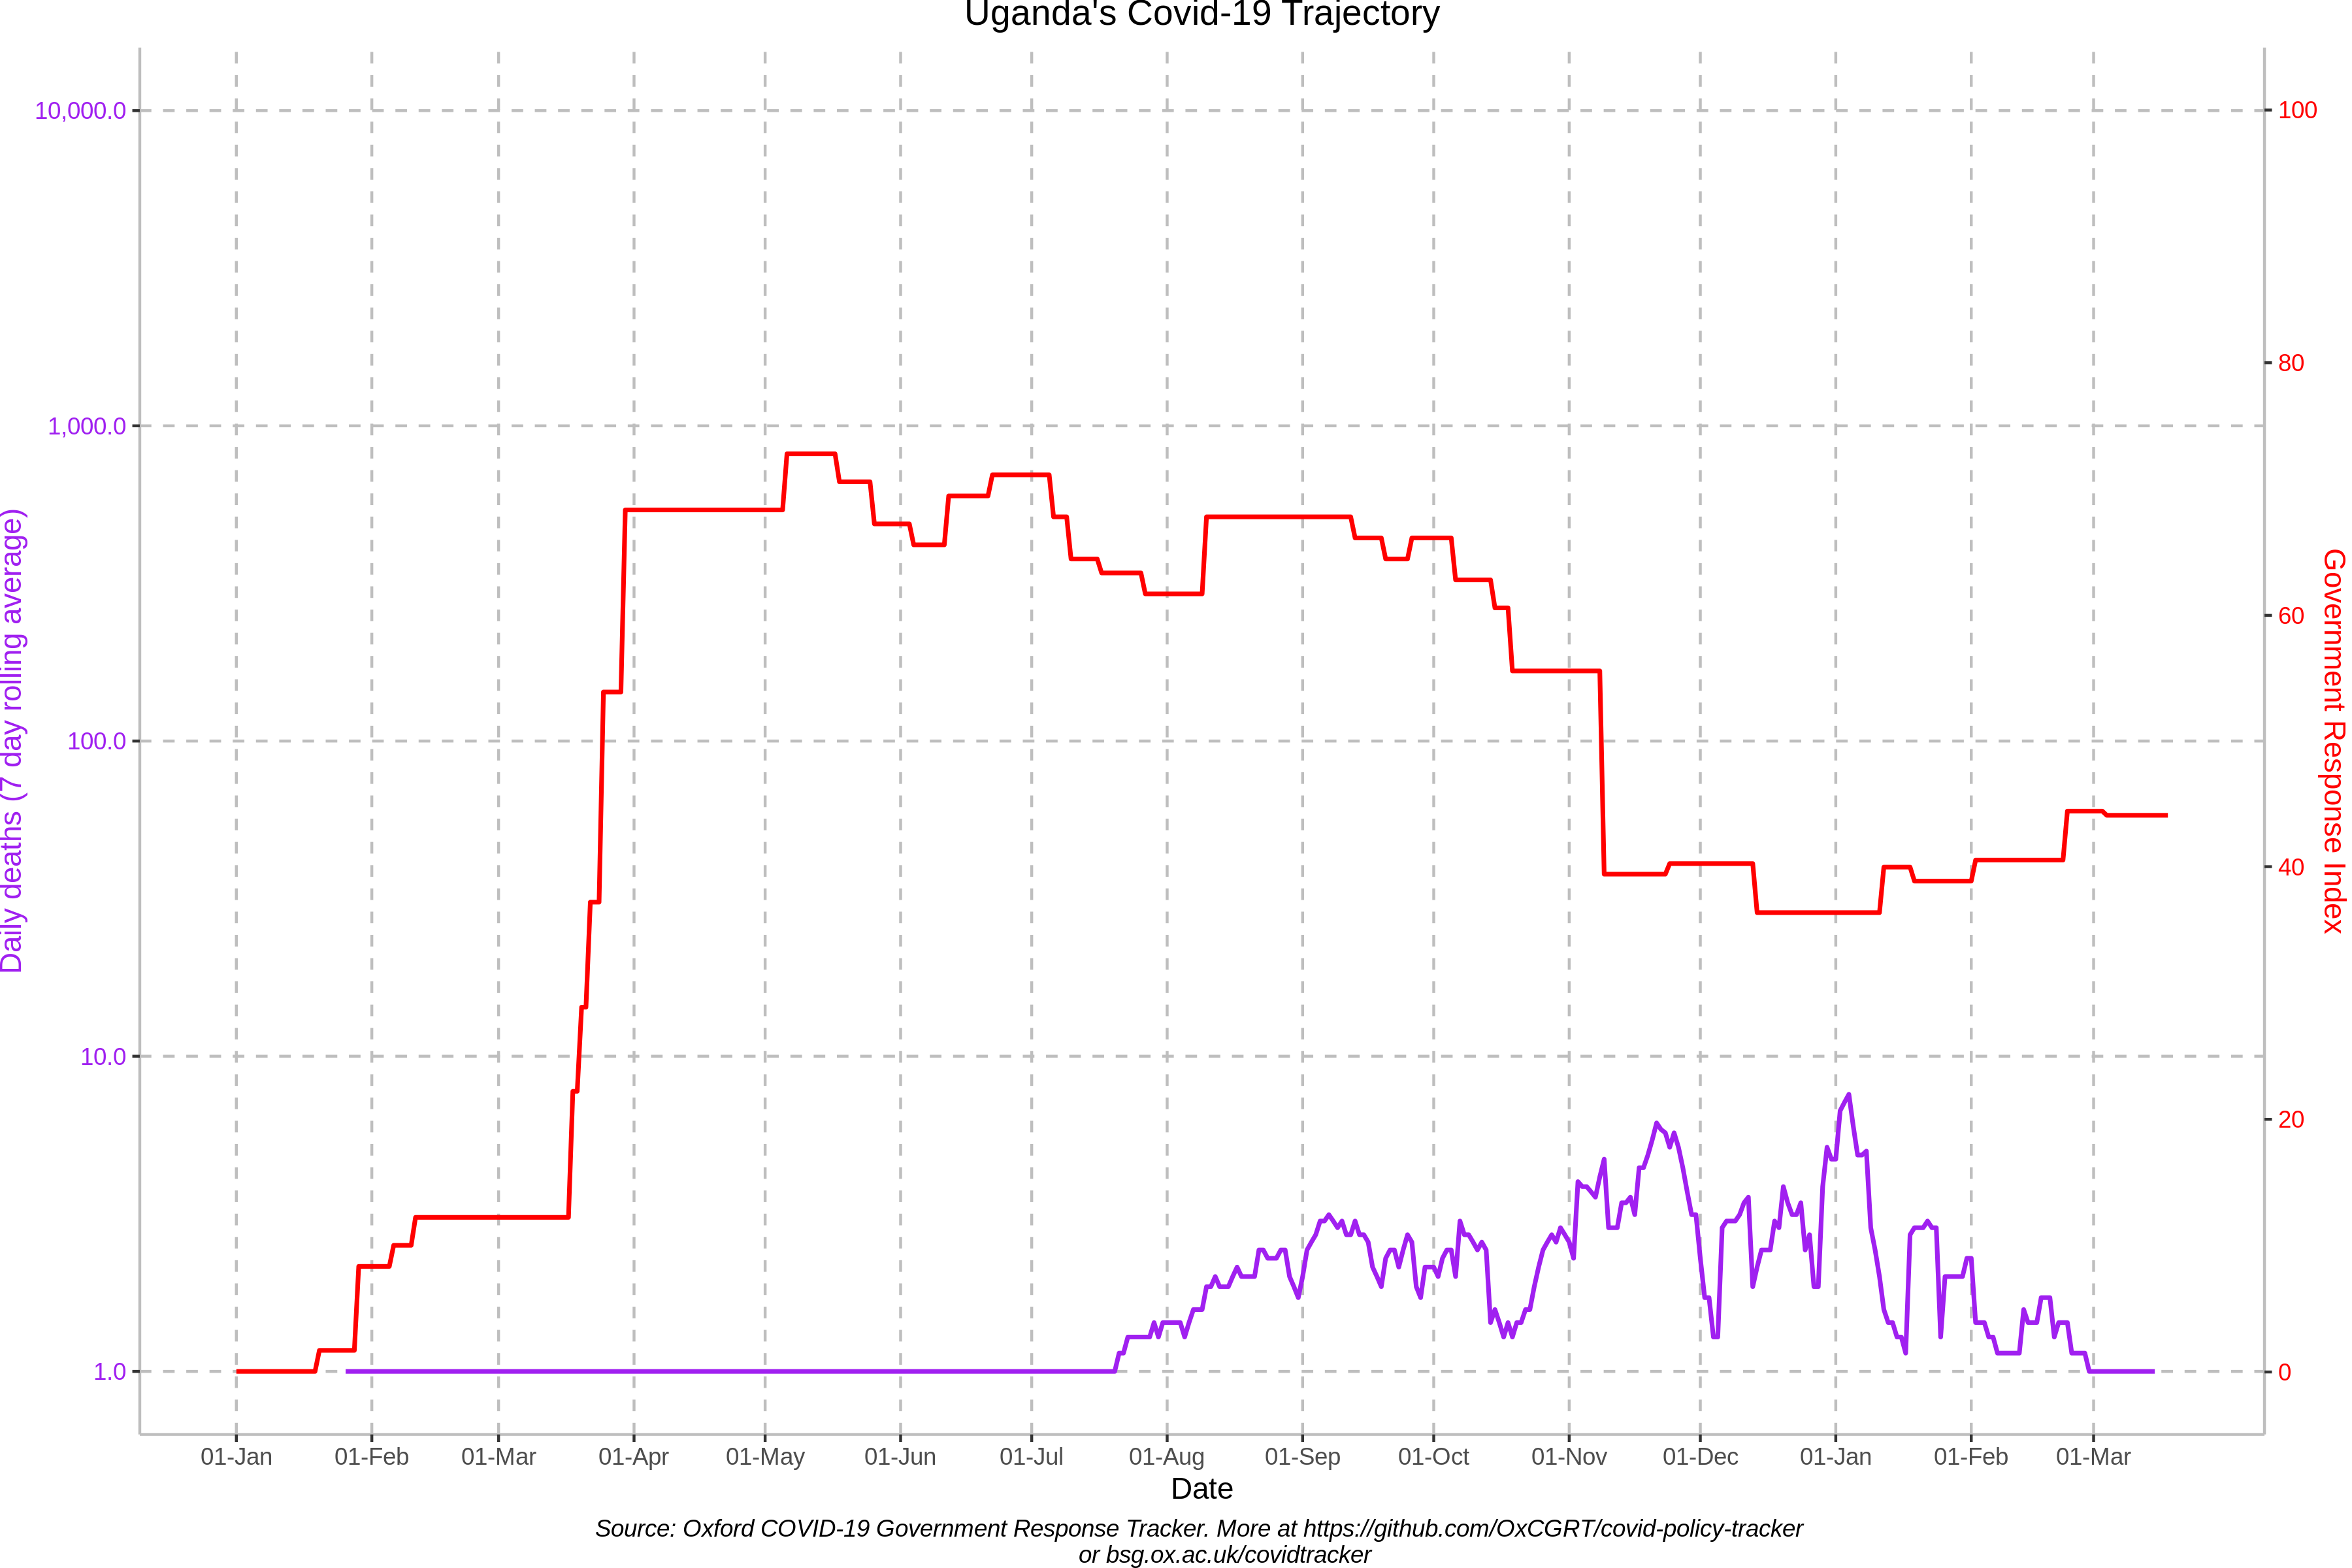 Uganda's Covid-19 Trajectory
10,000.0
1,000.0
100.0
10.0
1.0
Daily deaths (7 day rolling average)
100
80
60
40
20
0
Government Response Index
01-Jan 01-Feb 01-Mar 01-Apr 01-May 01-Jun 01-Jul 01-Aug 01-Sep 01-Oct 01-Nov 01-Dec 01-Jan 01-Feb 01-Mar
Date
Source: Oxford COVID-19 Government Response Tracker. More at https://github.com/OxCGRT/covid-policy-tracker
or bsg.ox.ac.uk/covidtracker